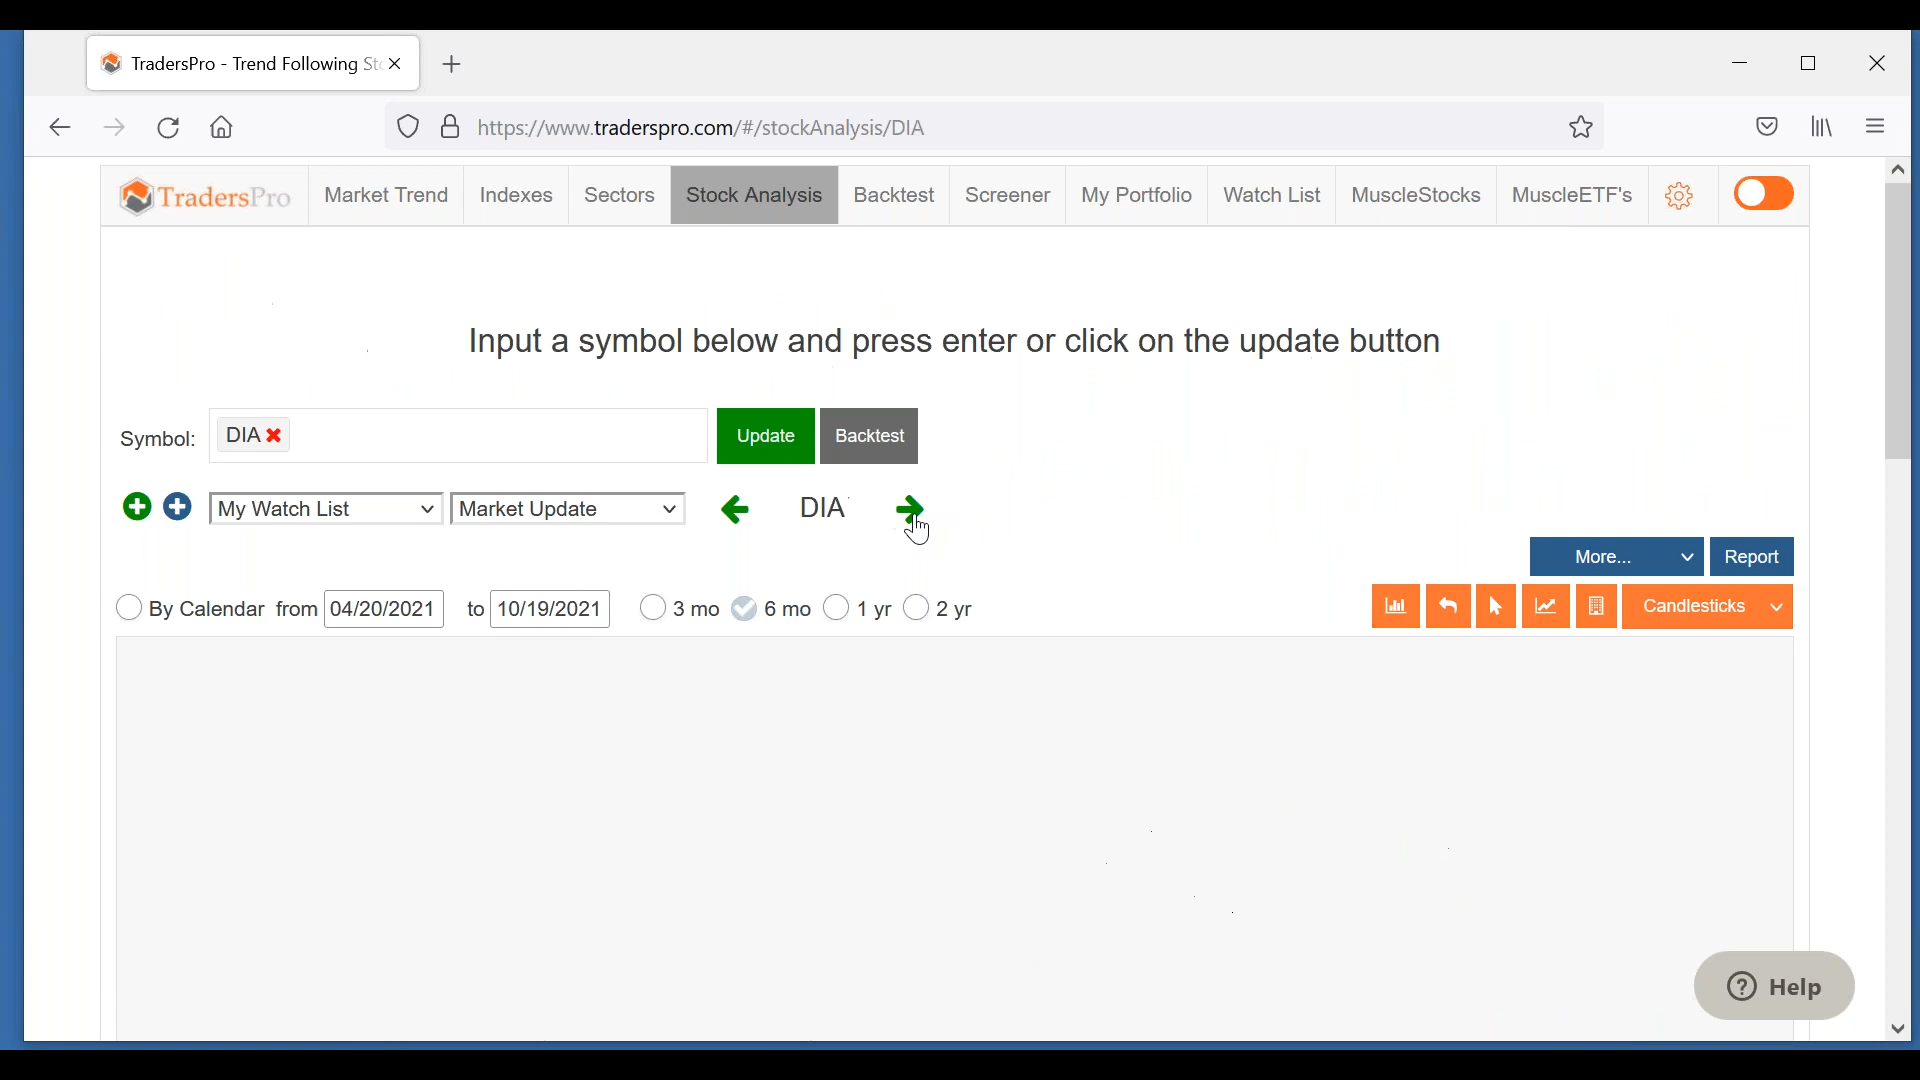 TradersPro - Trend Following Stc
https://www.traderspro.com/#/stockAnalysis/DIA
TradersPro Market Trend Indexes Sectors Stock Analysis Backtest Screener My Portfolio Watch List MuscleStocks MuscleETF's
Input a symbol below and press enter or click on the update button
Symbol: DIA Update Backtest
My Watch List Market Update DIA
More... Report
By Calendar from 04/20/2021 to 10/19/2021 3 mo 6 mo 1 yr 2 yr Candlesticks
Help